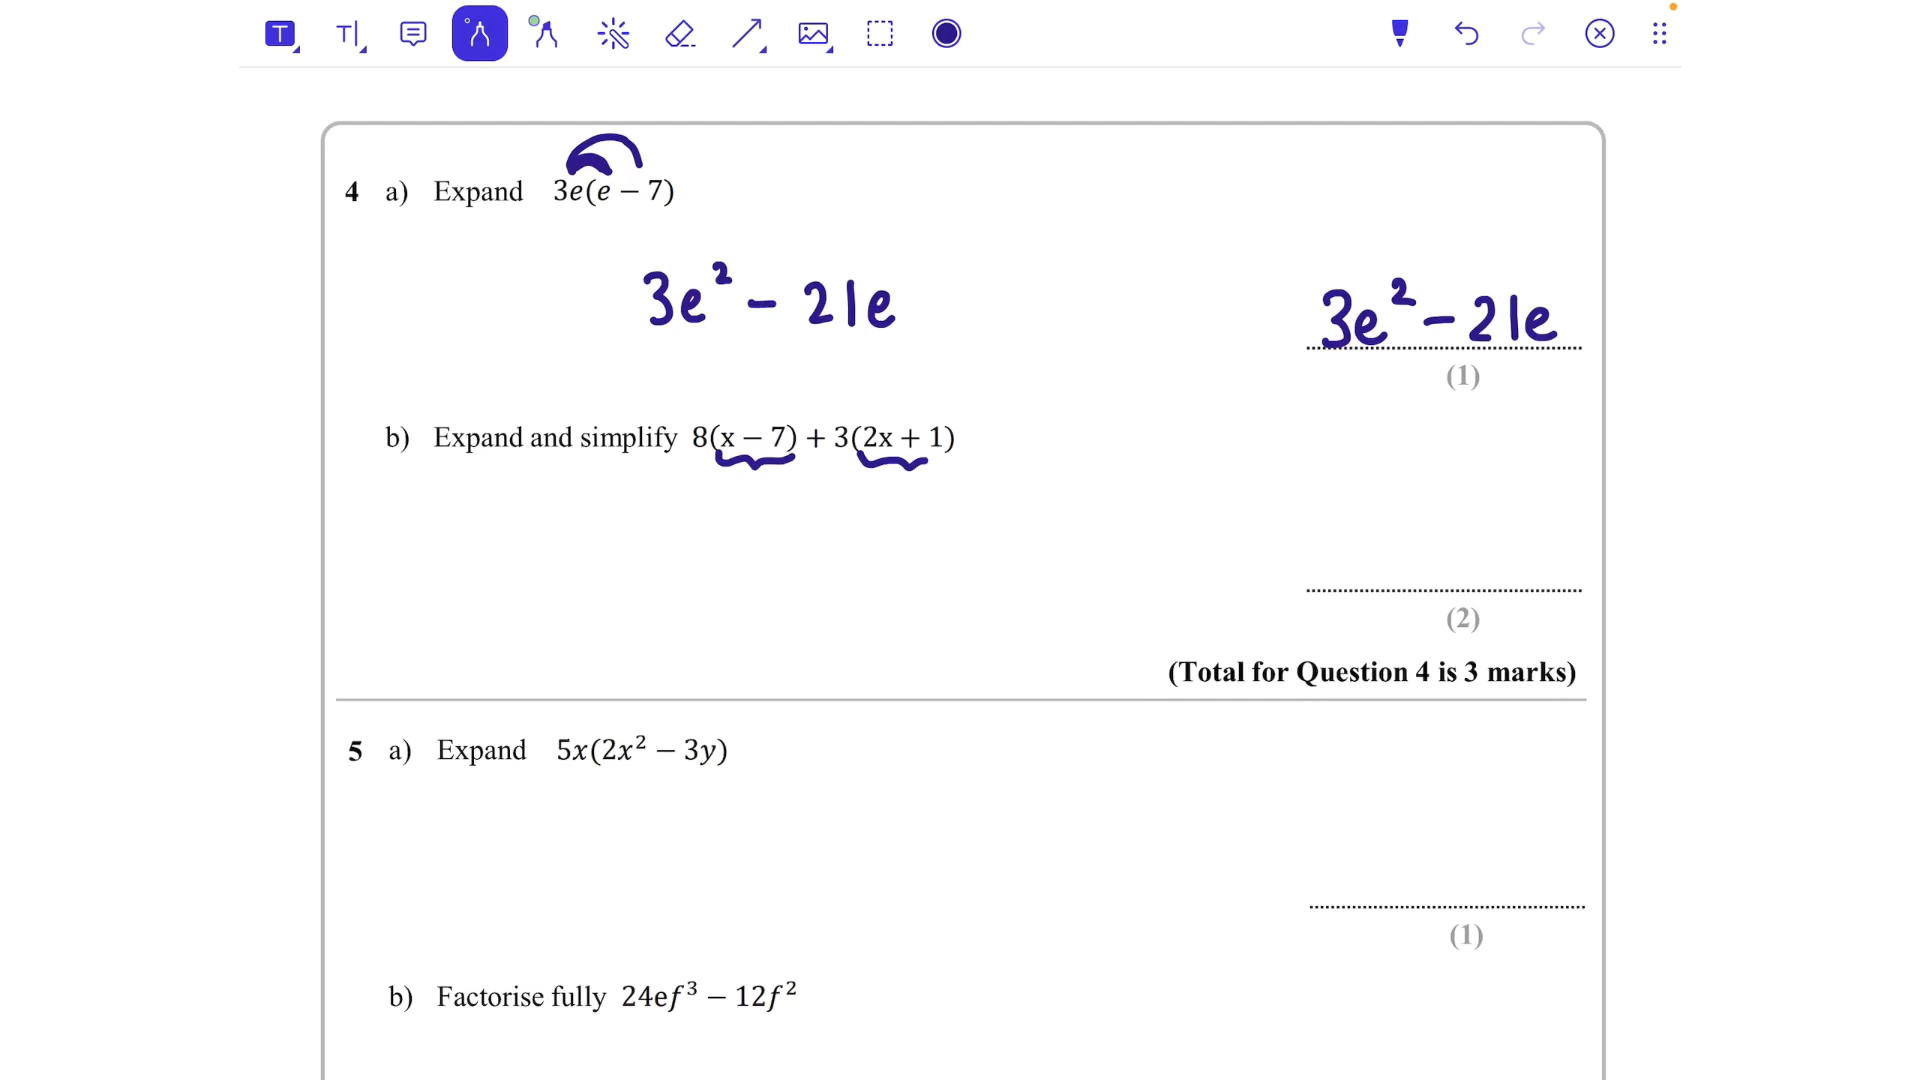 4 a) Expand 3e(e − 7)
3e² - 21e
3e² - 21e
(1)
b) Expand and simplify 8(x − 7) + 3(2x + 1)
(2)
(Total for Question 4 is 3 marks)
5 a) Expand 5x(2x² − 3y)
(1)
b) Factorise fully 24ef³ − 12f²